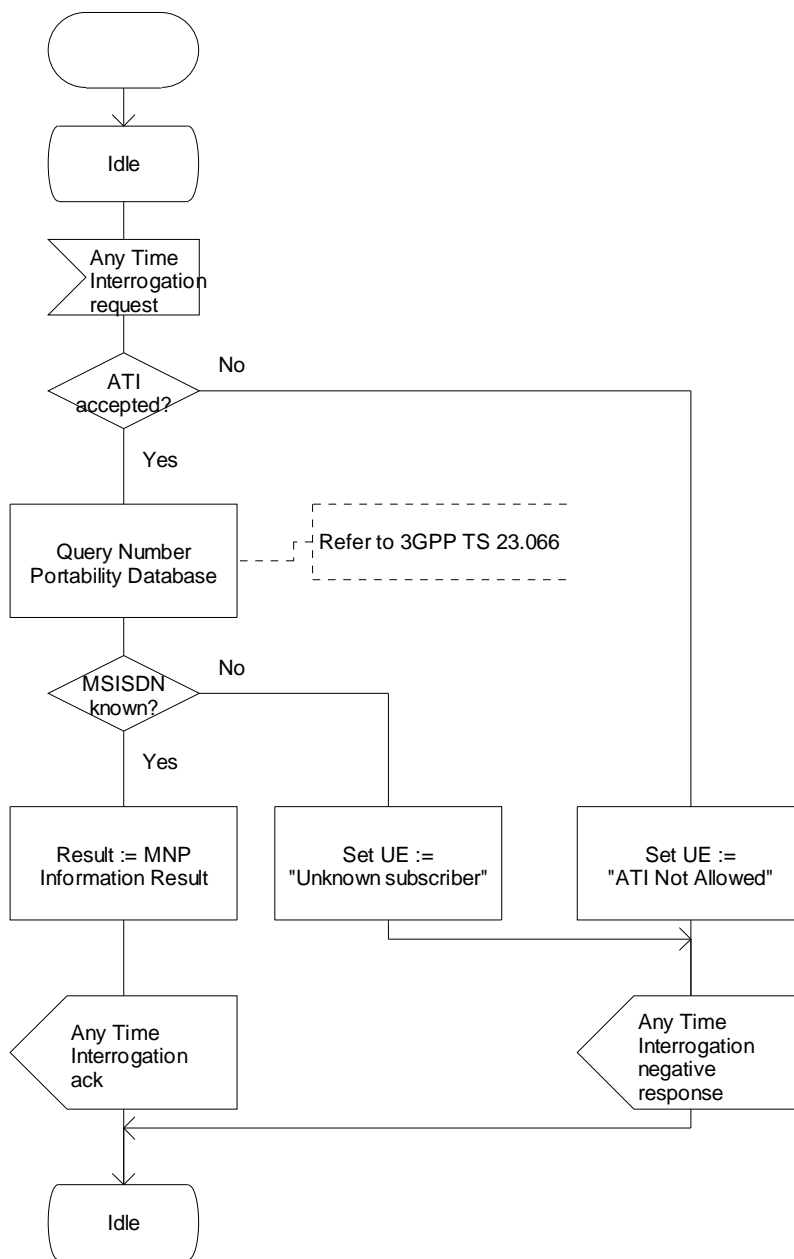 Idle
Any Time
Interrogation
request
ATI
accepted?
No
Yes
Query Number
Portability Database
Refer to 3GPP TS 23.066
MSISDN
known?
No
Yes
Result := MNP
Information Result
Set UE :=
"Unknown subscriber"
Set UE :=
"ATI Not Allowed"
Any Time
Interrogation
ack
Any Time
Interrogation
negative
response
Idle